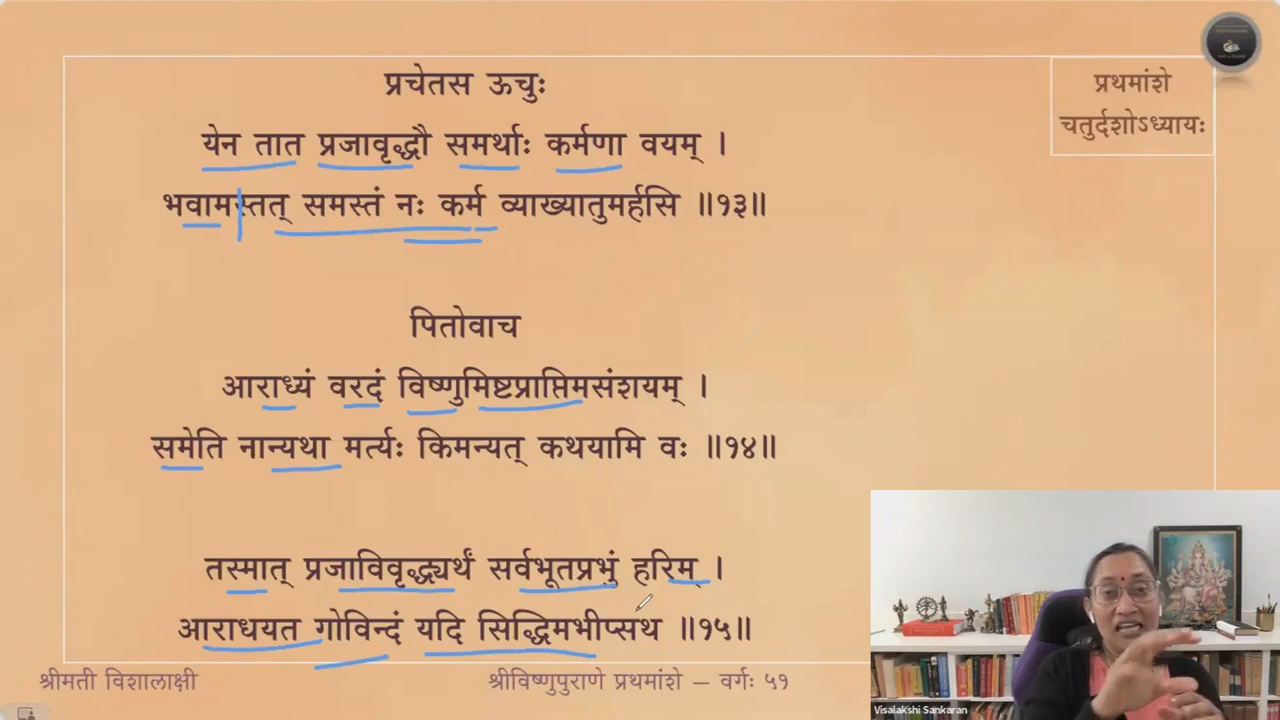 प्रचेतस ऊचुः
प्रथमांशे
चतुर्दशोऽध्यायः
येन तात प्रजावृद्धौ समर्थाः कर्मणा वयम् ।
भवामस्तत् समस्तं नः कर्म व्याख्यातुमर्हसि ॥१३॥
पितोवाच
आराध्यं वरदं विष्णुमिष्टप्राप्तिमसंशयम् ।
समेति नान्यथा मर्त्यः किमन्यत् कथयामि वः ॥१४॥
तस्मात् प्रजाविवृद्ध्यर्थं सर्वभूतप्रभुं हरिम् ।
आराधयत गोविन्दं यदि सिद्धिमभीप्सथ ॥१५॥
श्रीमती विशालाक्षी
श्रीविष्णुपुराणे प्रथमांशे – वर्गः ५१
Visalakshi Sankaran